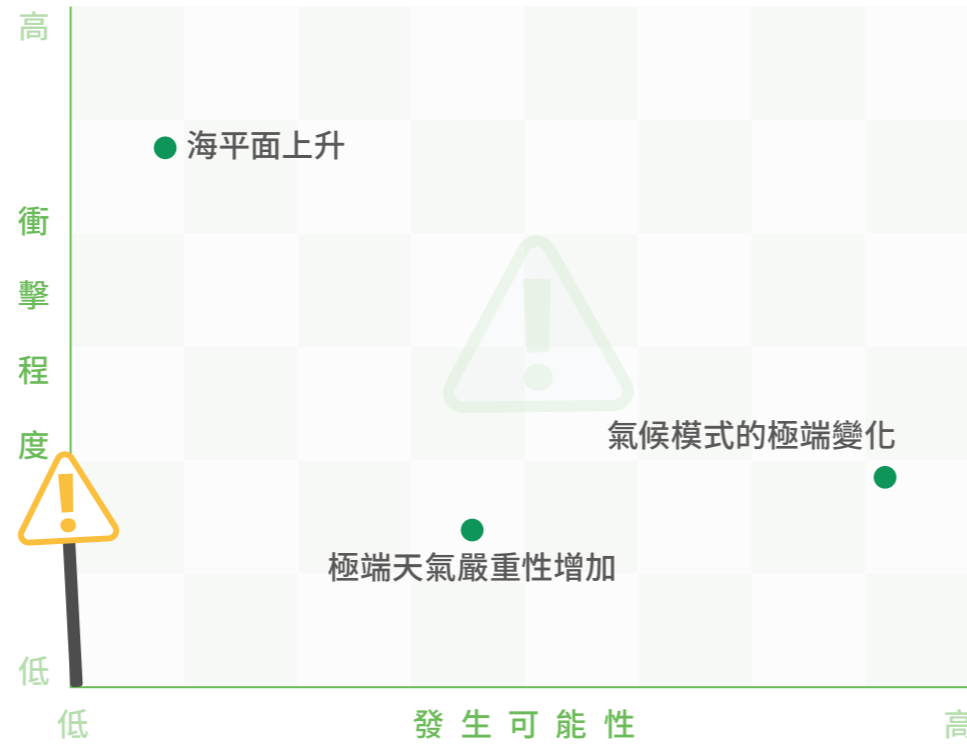 高
海平面上升
衝擊程度
氣候模式的極端變化
極端天氣嚴重性增加
低
低
發生可能性
高